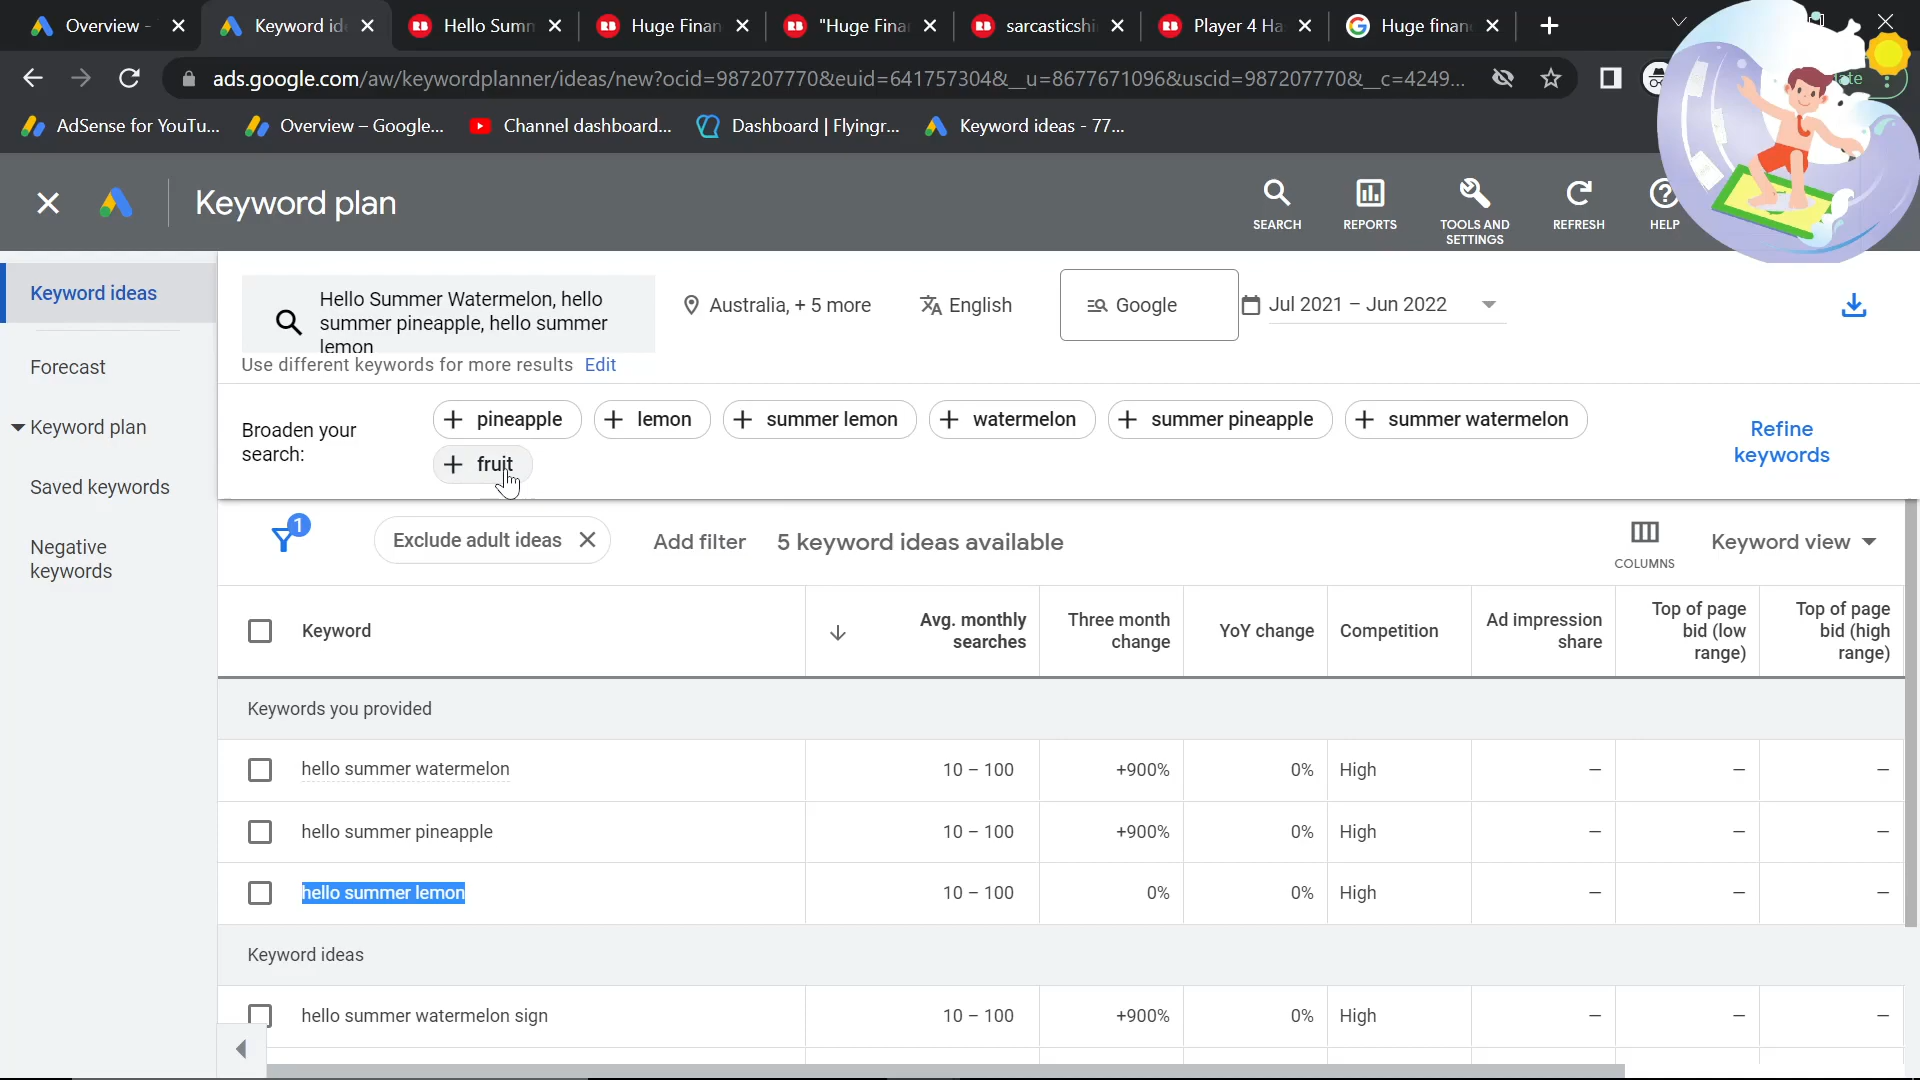 Overview -
Keyword id
Hello Summ
Huge Finan
"Huge Fina
sarcasticshi
Player 4 Ha
Huge finan
ads.google.com/aw/keywordplanner/ideas/new?ocid=987207770&euid=641757304&__u=8677671096&uscid=987207770&__c=4249...
AdSense for YouTu...
Overview – Google...
Channel dashboard...
Dashboard | Flyingr...
Keyword ideas - 77...
Keyword plan
SEARCH
REPORTS
TOOLS AND
SETTINGS
REFRESH
HELP
Keyword ideas
Forecast
Keyword plan
Saved keywords
Negative
keywords
Hello Summer Watermelon, hello
summer pineapple, hello summer
lemon
Australia, + 5 more
English
Google
Jul 2021 – Jun 2022
Use different keywords for more results Edit
Broaden your
search:
pineapple
lemon
summer lemon
watermelon
summer pineapple
summer watermelon
fruit
Refine
keywords
1
Exclude adult ideas
Add filter
5 keyword ideas available
COLUMNS
Keyword view
Keyword
Avg. monthly
searches
Three month
change
YoY change
Competition
Ad impression
share
Top of page
bid (low
range)
Top of page
bid (high
range)
Keywords you provided
hello summer watermelon 10 – 100 +900% 0% High – – –
hello summer pineapple 10 – 100 +900% 0% High – – –
hello summer lemon 10 – 100 0% 0% High – – –
Keyword ideas
hello summer watermelon sign 10 – 100 +900% 0% High – – –